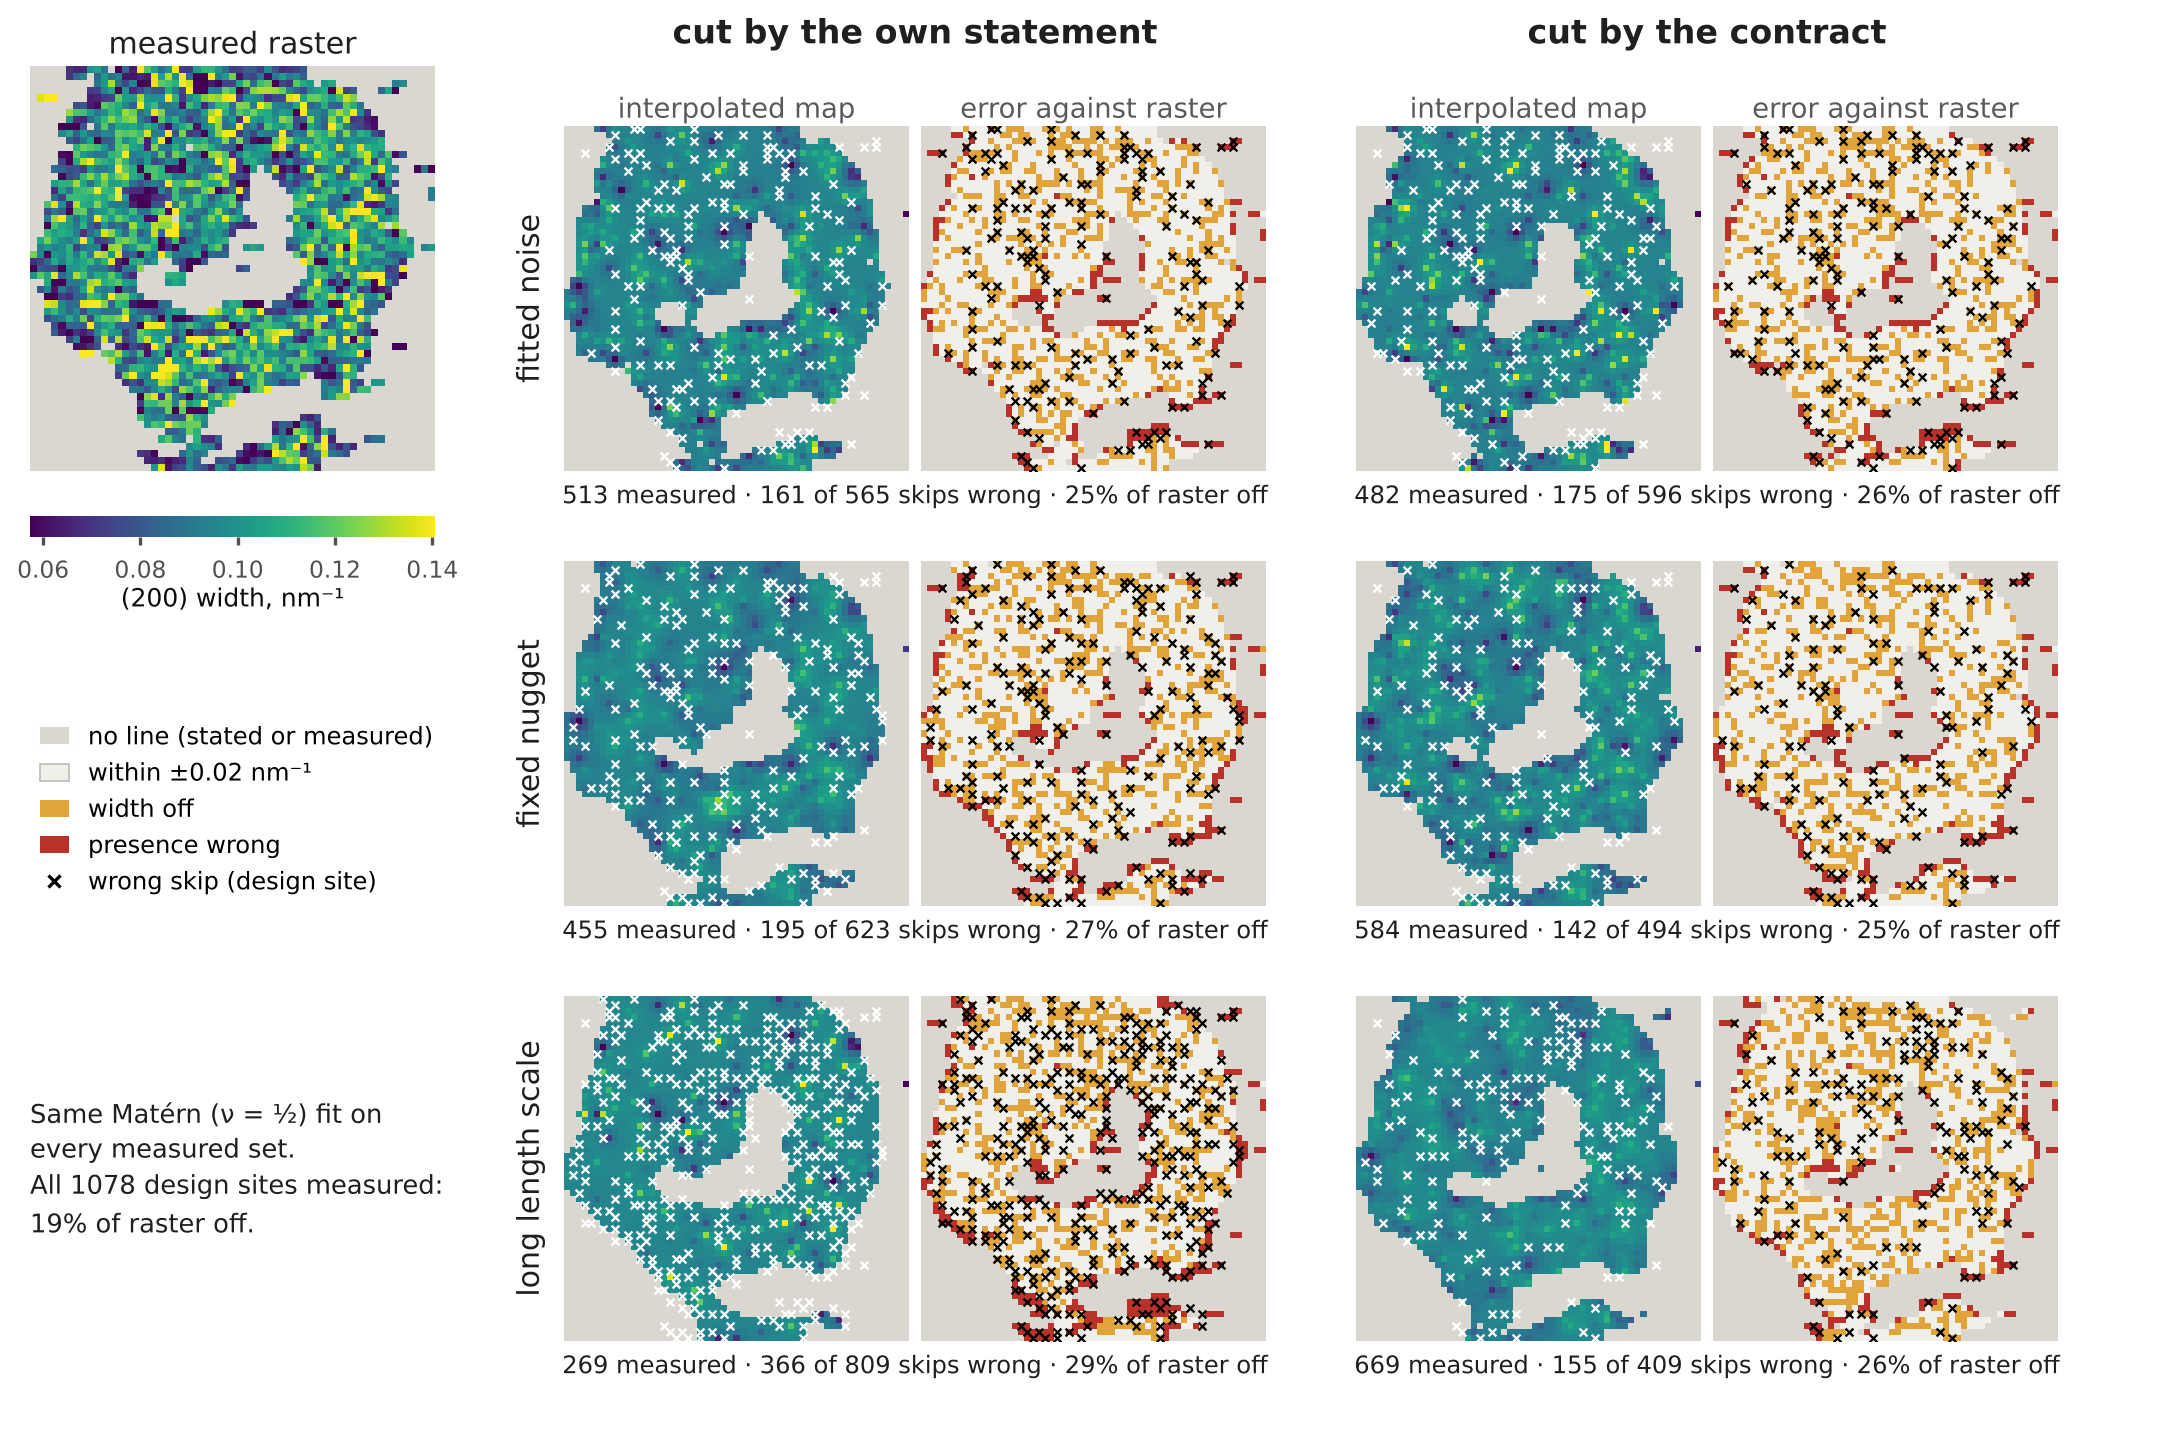 measured raster
cut by the own statement
cut by the contract
interpolated map
error against raster
interpolated map
error against raster
fitted noise
513 measured · 161 of 565 skips wrong · 25% of raster off
482 measured · 175 of 596 skips wrong · 26% of raster off
0.06 0.08 0.10 0.12 0.14
(200) width, nm⁻¹
no line (stated or measured)
within ±0.02 nm⁻¹
width off
presence wrong
wrong skip (design site)
fixed nugget
455 measured · 195 of 623 skips wrong · 27% of raster off
584 measured · 142 of 494 skips wrong · 25% of raster off
Same Matérn (ν = ½) fit on
every measured set.
All 1078 design sites measured:
19% of raster off.
long length scale
269 measured · 366 of 809 skips wrong · 29% of raster off
669 measured · 155 of 409 skips wrong · 26% of raster off